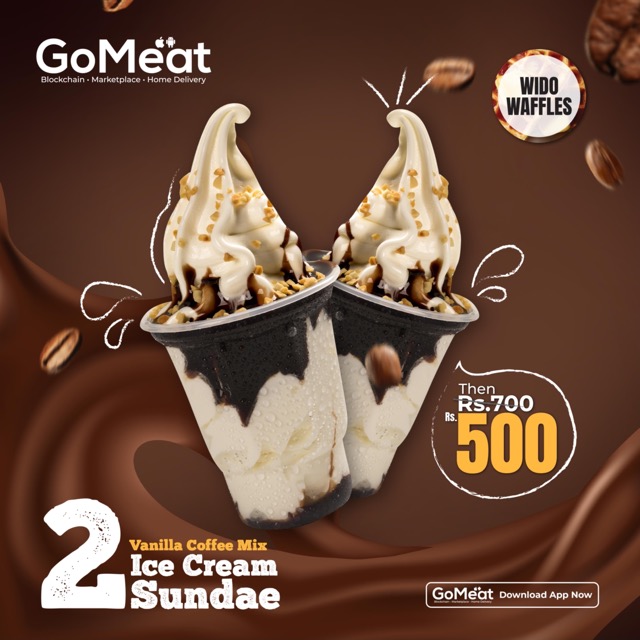 GoMeat
Blockchain • Marketplace • Home Delivery
WIDO
WAFFLES
Then
Rs.700
Rs.500
2
Vanilla Coffee Mix
Ice Cream
Sundae
GoMeat Download App Now